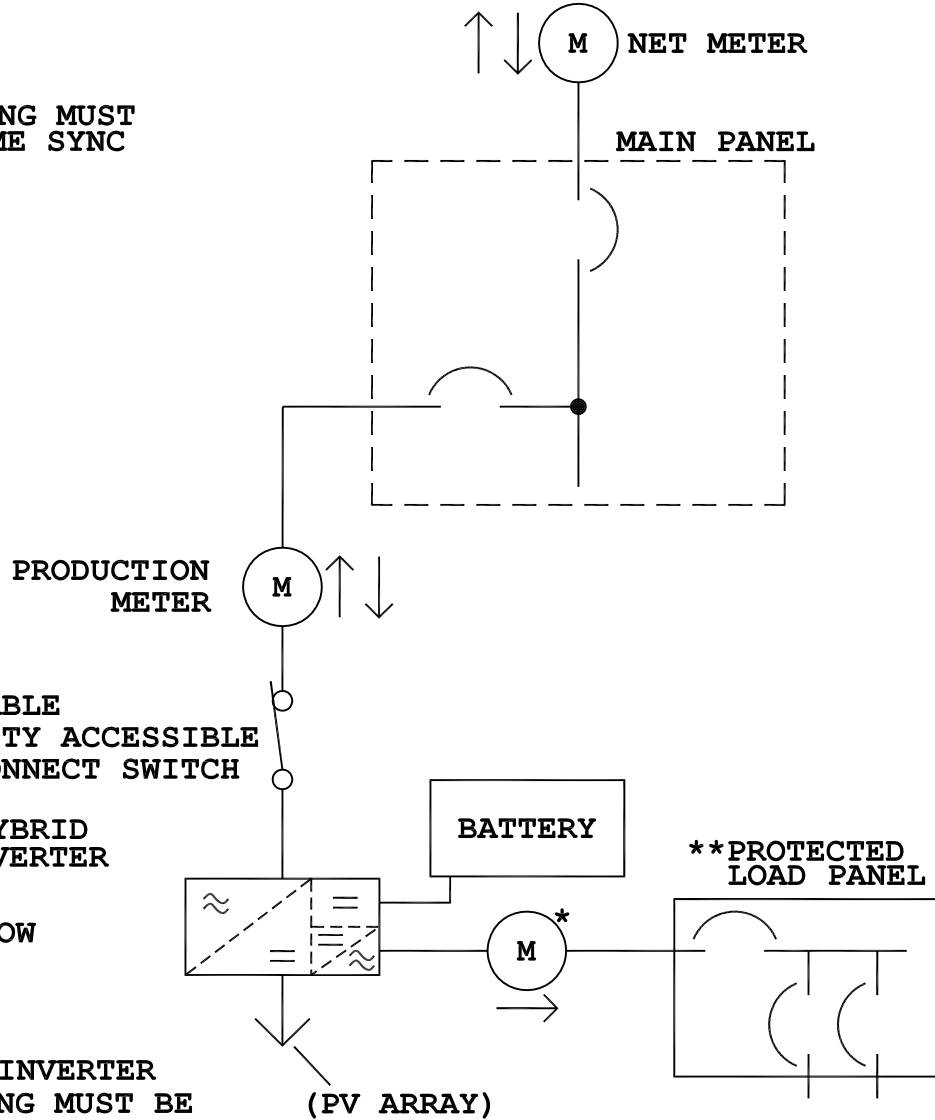 M NET METER
NG MUST
ME SYNC
MAIN PANEL
PRODUCTION
METER
M
ABLE
TY ACCESSIBLE
ONNECT SWITCH
YBRID
VERTER
BATTERY
**PROTECTED
LOAD PANEL
OW
M *
INVERTER
NG MUST BE
(PV ARRAY)